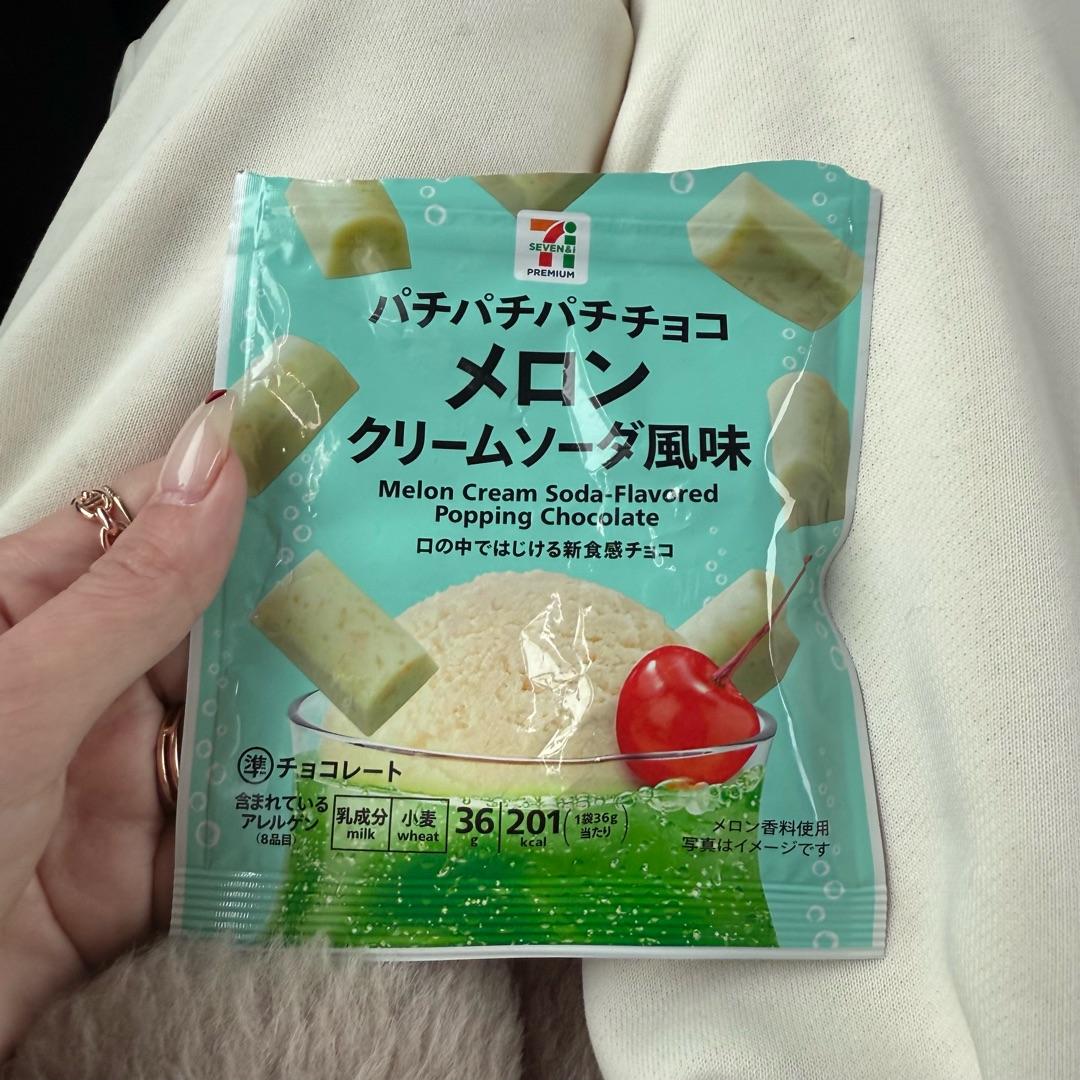 SEVEN&i
PREMIUM
パチパチパチチョコ
メロン
クリームソーダ風味
Melon Cream Soda-Flavored
Popping Chocolate
口の中ではじける新食感チョコ
準チョコレート
含まれている
アレルゲン
(8品目)
乳成分
milk
小麦
wheat
36
g
201
kcal
(1袋36g
当たり)
メロン香料使用
写真はイメージです